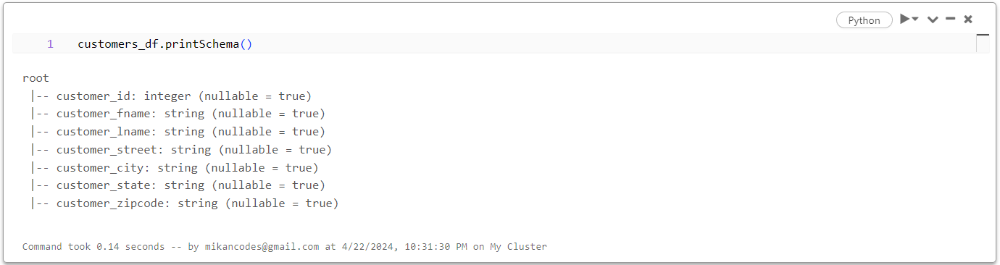 Python
1 customers_df.printSchema()
root
|-- customer_id: integer (nullable = true)
|-- customer_fname: string (nullable = true)
|-- customer_lname: string (nullable = true)
|-- customer_street: string (nullable = true)
|-- customer_city: string (nullable = true)
|-- customer_state: string (nullable = true)
|-- customer_zipcode: string (nullable = true)
Command took 0.14 seconds -- by mikancodes@gmail.com at 4/22/2024, 10:31:30 PM on My Cluster